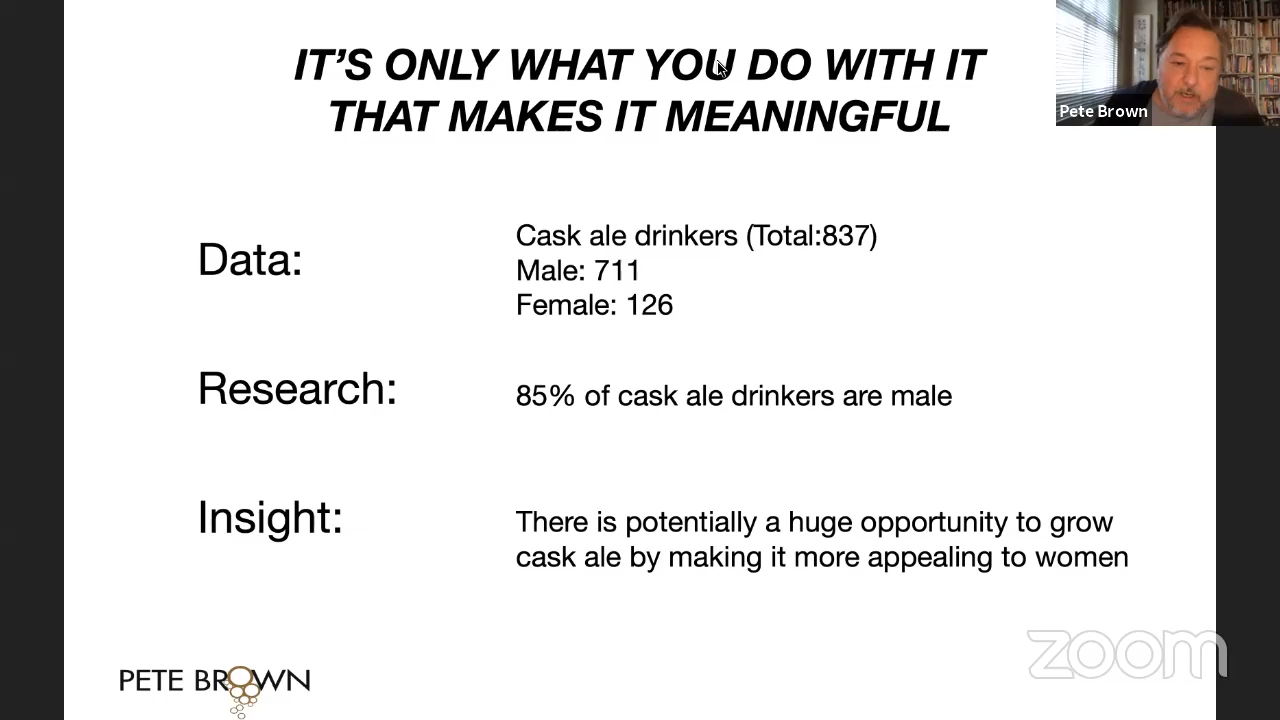 IT'S ONLY WHAT YOU DO WITH IT
THAT MAKES IT MEANINGFUL
Pete Brown
Data:
Cask ale drinkers (Total:837)
Male: 711
Female: 126
Research:
85% of cask ale drinkers are male
Insight:
There is potentially a huge opportunity to grow
cask ale by making it more appealing to women
PETE BROWN
zoom